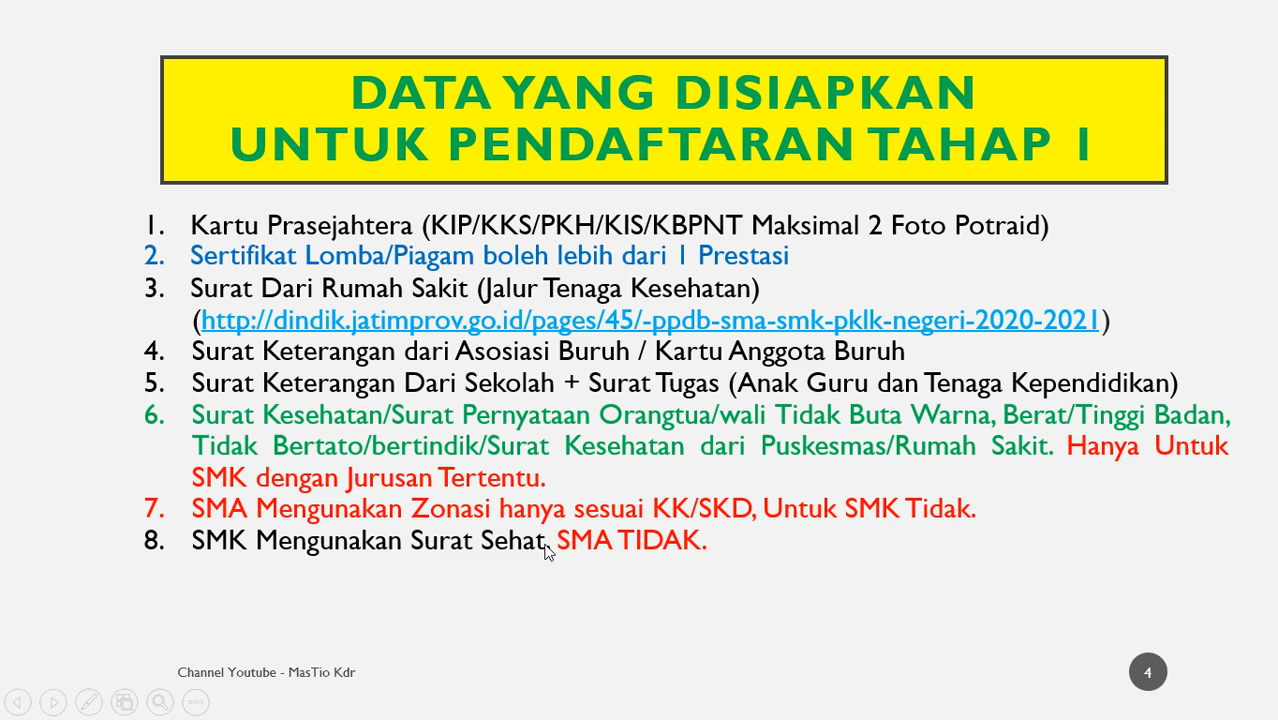 DATA YANG DISIAPKAN
UNTUK PENDAFTARAN TAHAP 1
1. Kartu Prasejahtera (KIP/KKS/PKH/KIS/KBPNT Maksimal 2 Foto Potraid)
2. Sertifikat Lomba/Piagam boleh lebih dari 1 Prestasi
3. Surat Dari Rumah Sakit (Jalur Tenaga Kesehatan)
(http://dindik.jatimprov.go.id/pages/45/-ppdb-sma-smk-pklk-negeri-2020-2021)
4. Surat Keterangan dari Asosiasi Buruh / Kartu Anggota Buruh
5. Surat Keterangan Dari Sekolah + Surat Tugas (Anak Guru dan Tenaga Kependidikan)
6. Surat Kesehatan/Surat Pernyataan Orangtua/wali Tidak Buta Warna, Berat/Tinggi Badan,
Tidak Bertato/bertindik/Surat Kesehatan dari Puskesmas/Rumah Sakit. Hanya Untuk
SMK dengan Jurusan Tertentu.
7. SMA Mengunakan Zonasi hanya sesuai KK/SKD, Untuk SMK Tidak.
8. SMK Mengunakan Surat Sehat, SMA TIDAK.
Channel Youtube - MasTio Kdr
4